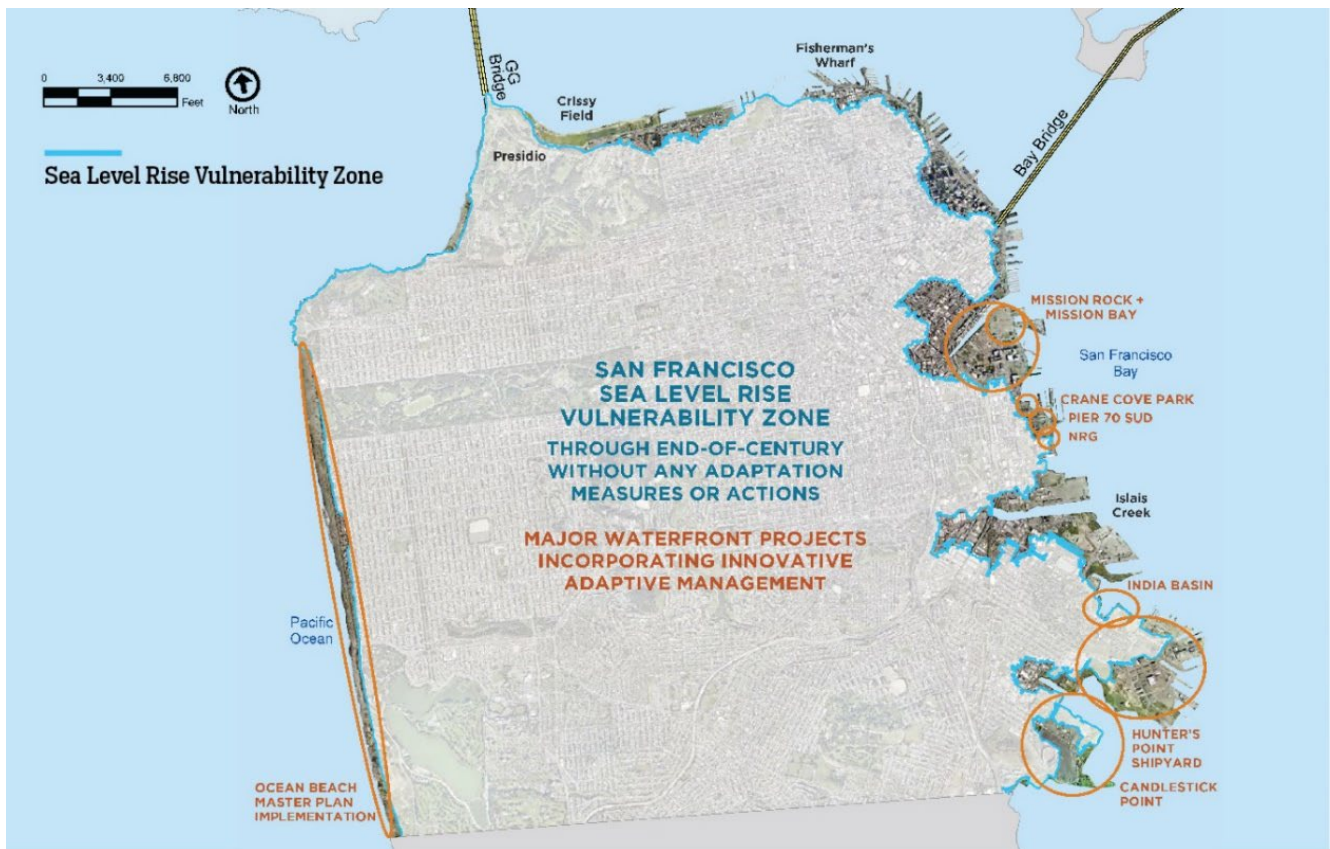 0 3,400 6,800
Feet
North
Sea Level Rise Vulnerability Zone
GG
Bridge
Crissy
Field
Presidio
Fisherman's
Wharf
Bay Bridge
MISSION ROCK +
MISSION BAY
San Francisco
Bay
CRANE COVE PARK
PIER 70 SUD
NRG
Islais
Creek
INDIA BASIN
HUNTER'S
POINT
SHIPYARD
CANDLESTICK
POINT
SAN FRANCISCO
SEA LEVEL RISE
VULNERABILITY ZONE
THROUGH END-OF-CENTURY
WITHOUT ANY ADAPTATION
MEASURES OR ACTIONS
MAJOR WATERFRONT PROJECTS
INCORPORATING INNOVATIVE
ADAPTIVE MANAGEMENT
Pacific
Ocean
OCEAN BEACH
MASTER PLAN
IMPLEMENTATION